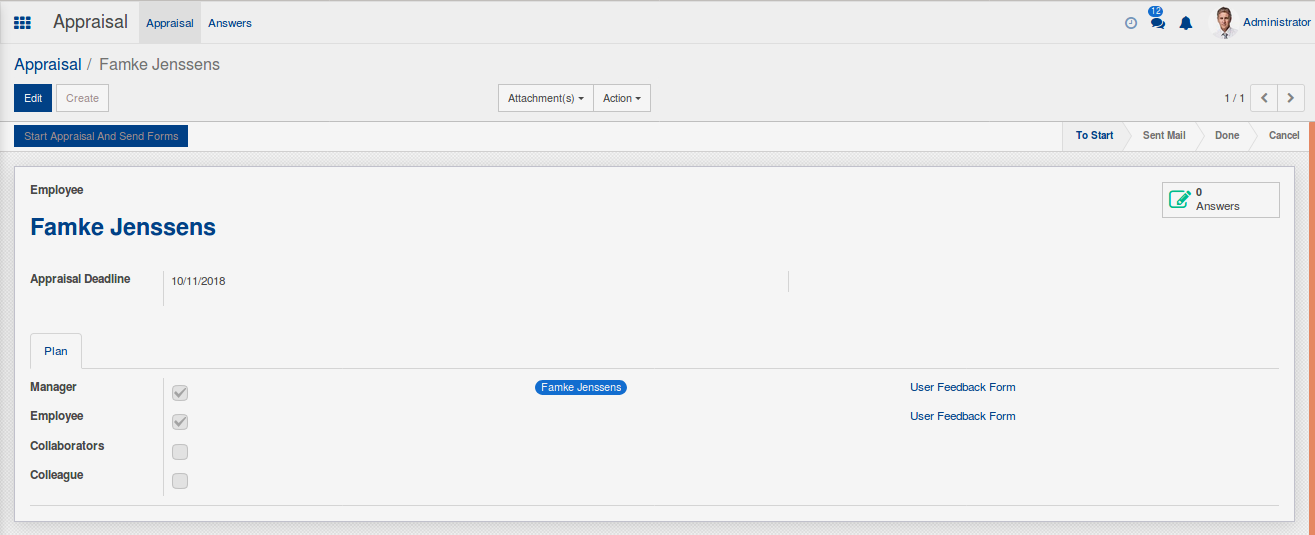 Appraisal Appraisal Answers 12 Administrator
Appraisal / Famke Jenssens
Edit Create Attachment(s) Action 1 / 1
Start Appraisal And Send Forms To Start Sent Mail Done Cancel
Employee
0
Answers
Famke Jenssens
Appraisal Deadline 10/11/2018
Plan
Manager Famke Jenssens User Feedback Form
Employee User Feedback Form
Collaborators
Colleague